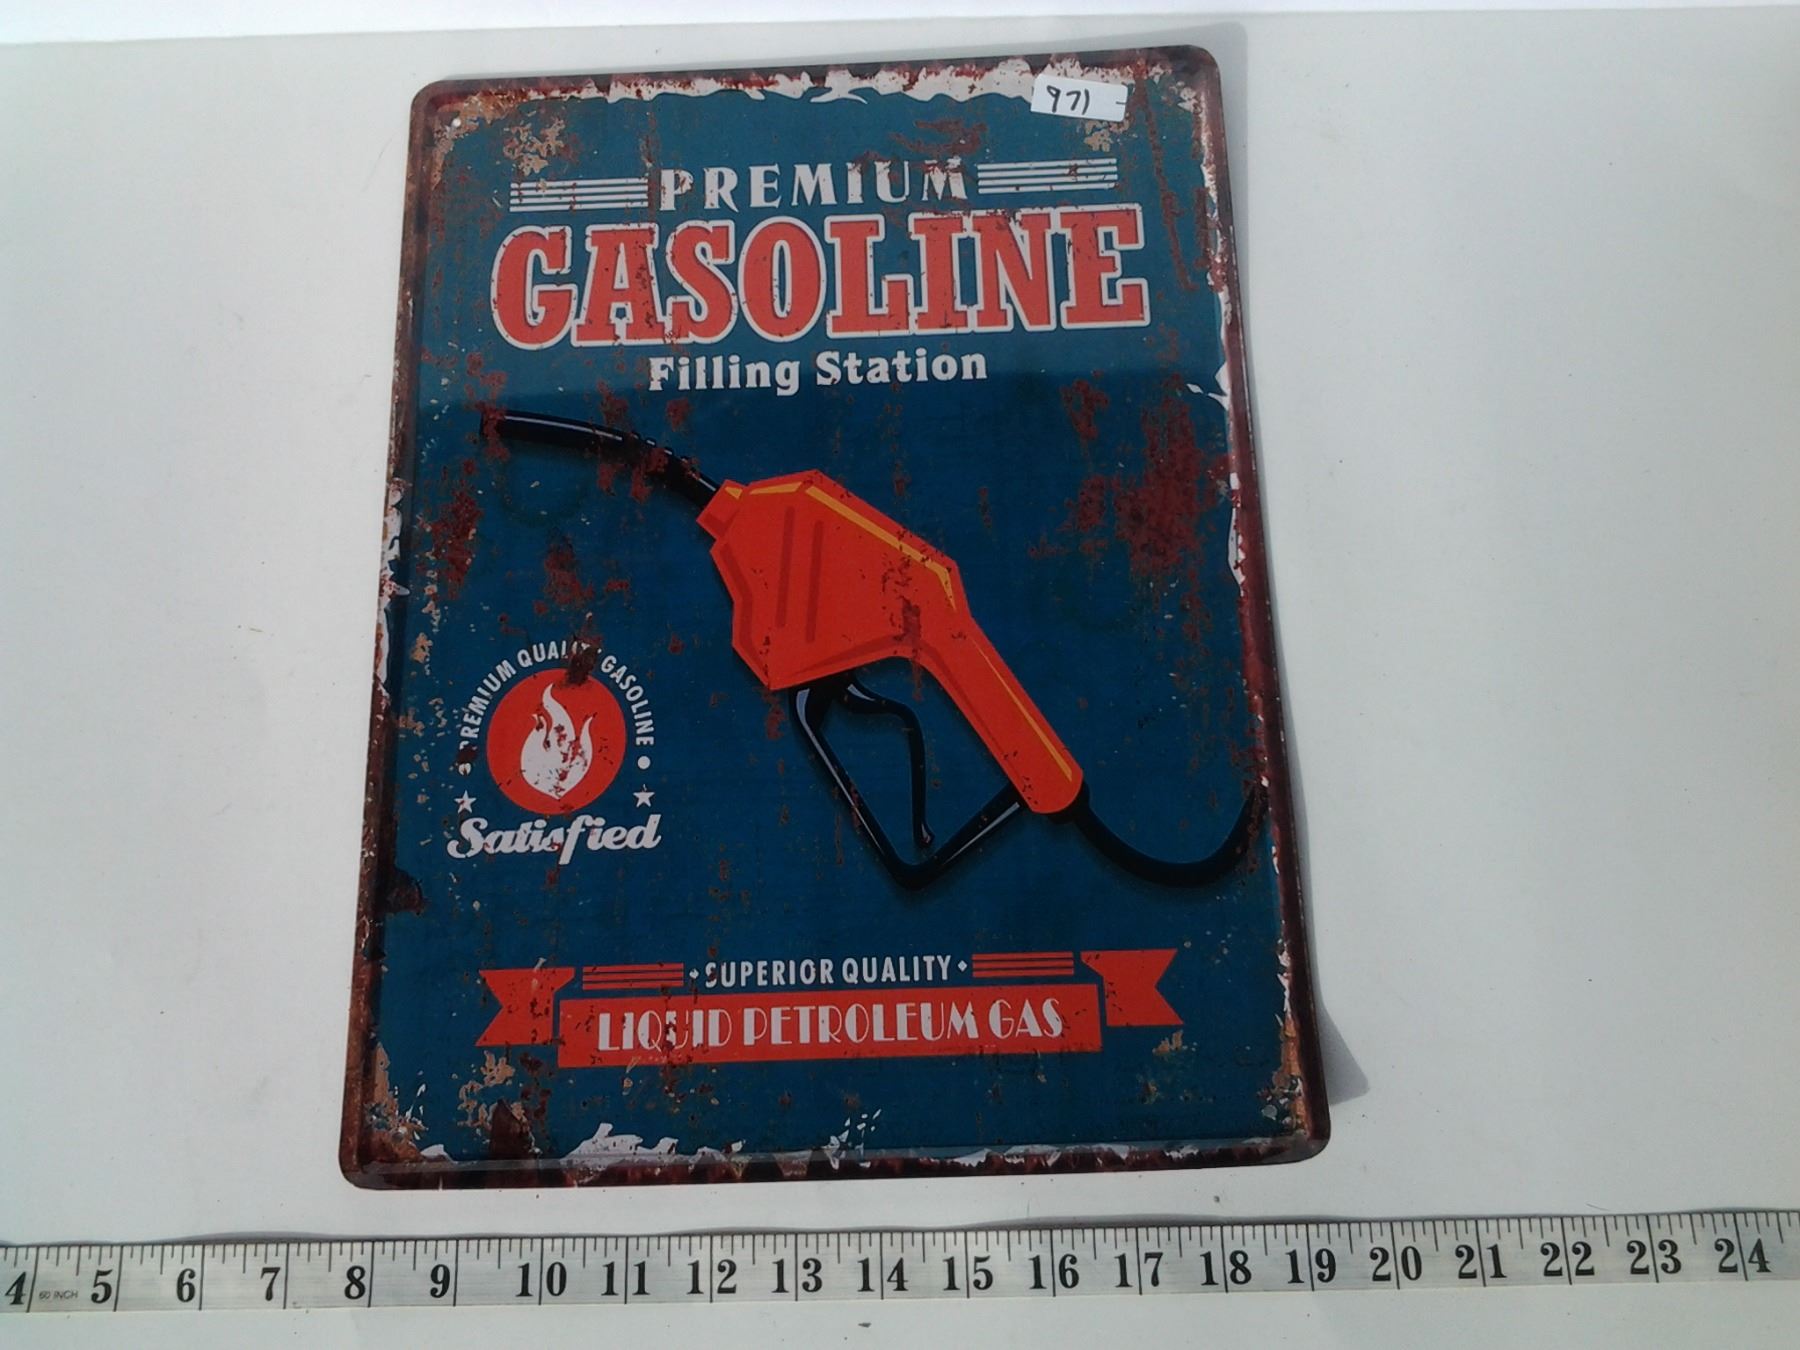 971
PREMIUM
GASOLINE
Filling Station
PREMIUM QUALITY GASOLINE
Satisfied
SUPERIOR QUALITY
LIQUID PETROLEUM GAS
4 60 INCH 5 6 7 8 9 10 11 12 13 14 15 16 17 18 19 20 21 22 23 24